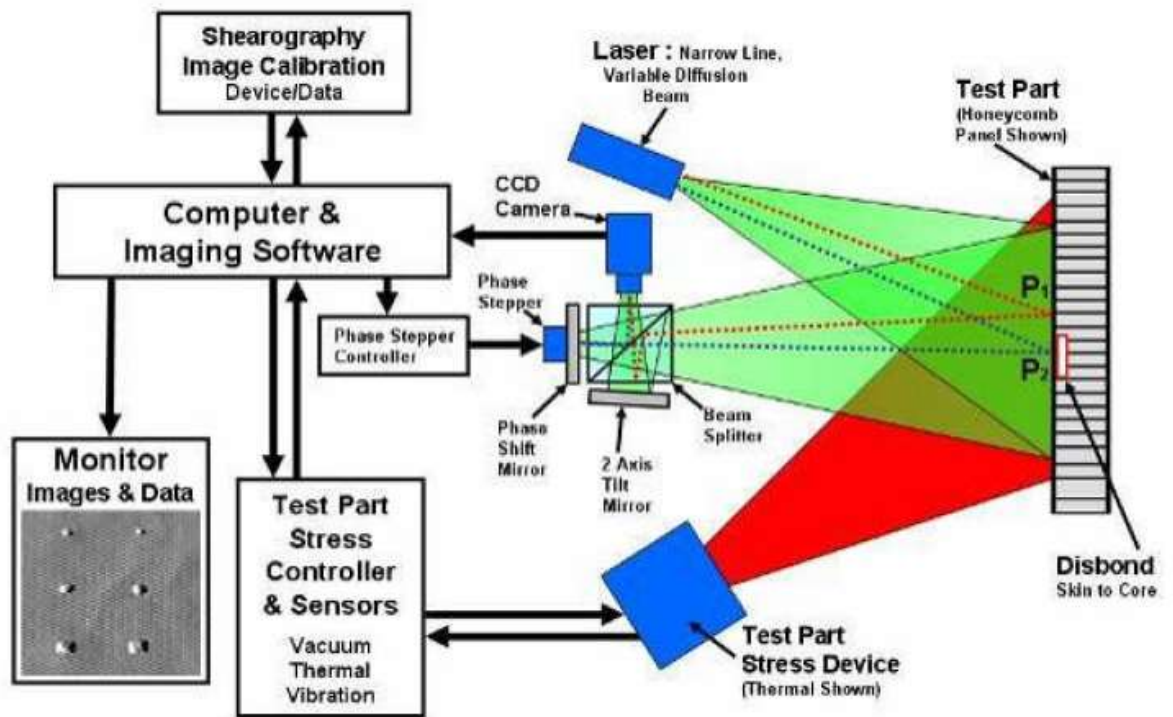 Shearography
Image Calibration
Device/Data
Computer &
Imaging Software
Phase Stepper
Controller
Monitor
Images & Data
Test Part
Stress
Controller
& Sensors
Vacuum
Thermal
Vibration
CCD
Camera
Phase
Stepper
Phase
Shift
Mirror
2 Axis
Tilt
Mirror
Beam
Splitter
Laser : Narrow Line,
Variable Diffusion
Beam
Test Part
(Honeycomb
Panel Shown)
P1
P2
Disbond
Skin to Core
Test Part
Stress Device
(Thermal Shown)